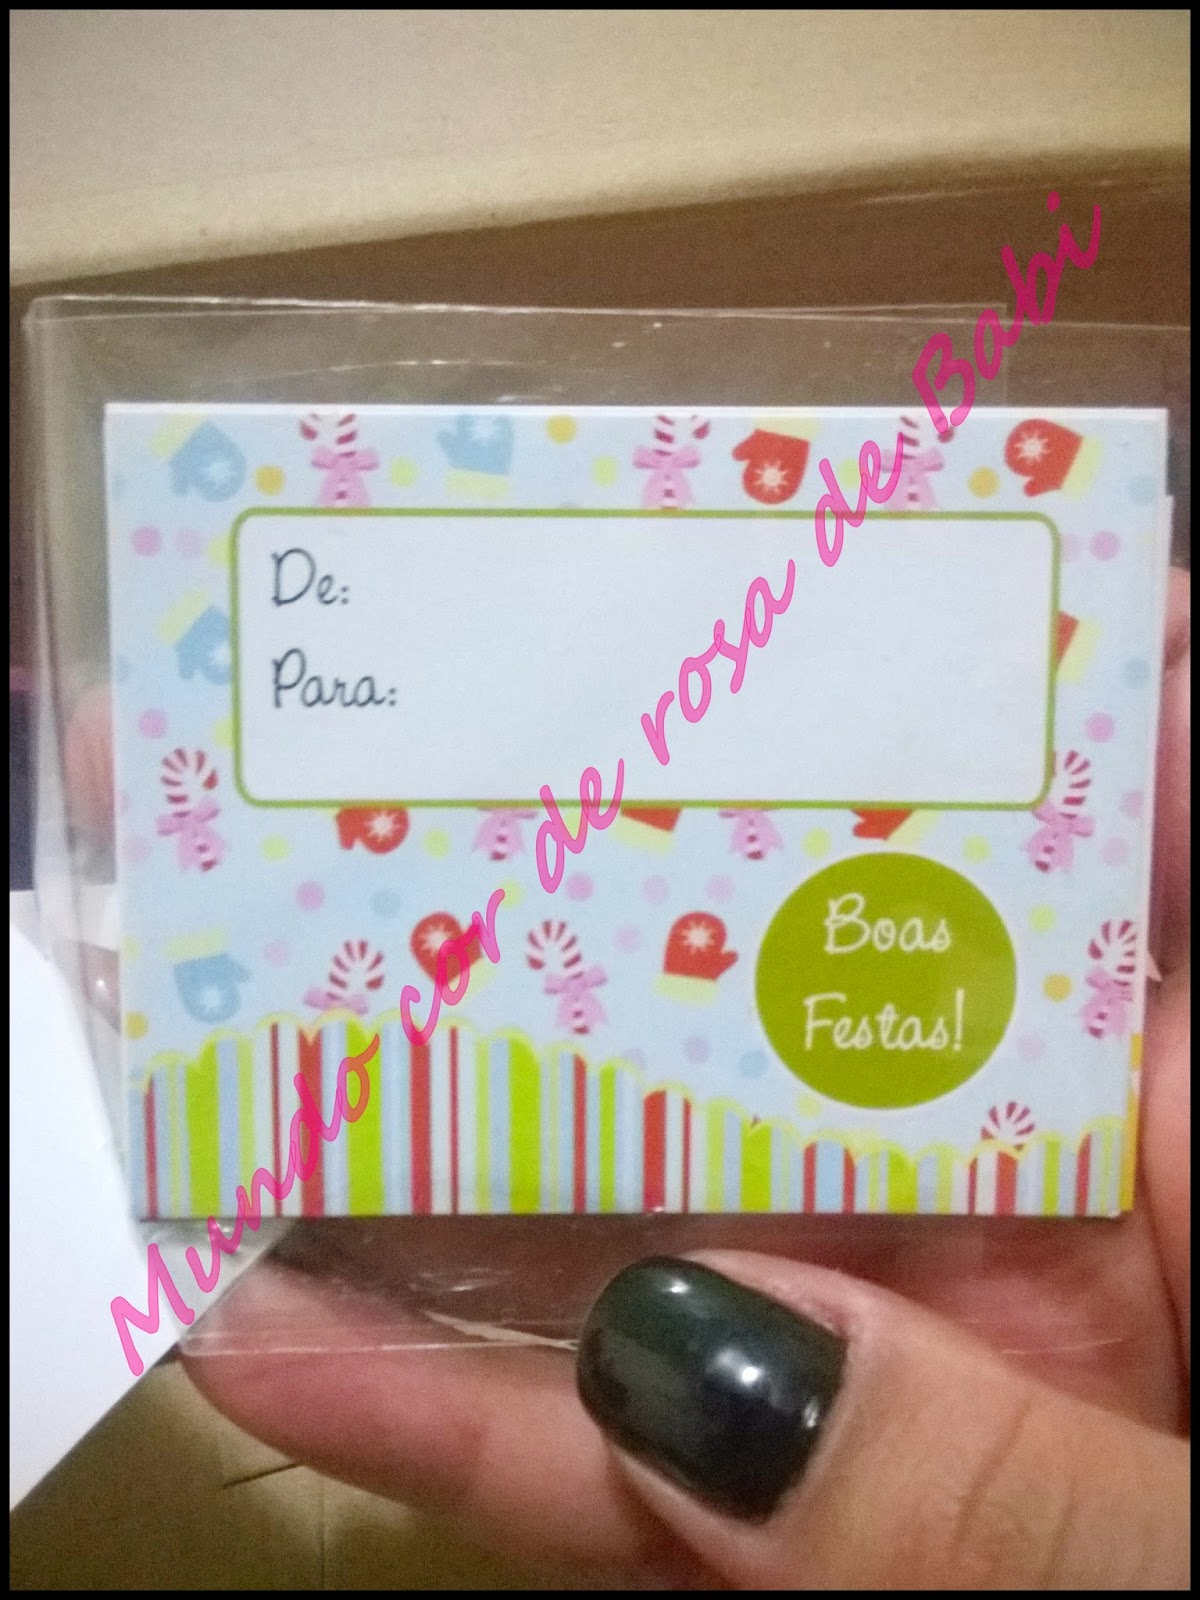 De:
Para:
Boas
Festas!
Mundo cor de rosa de Babi